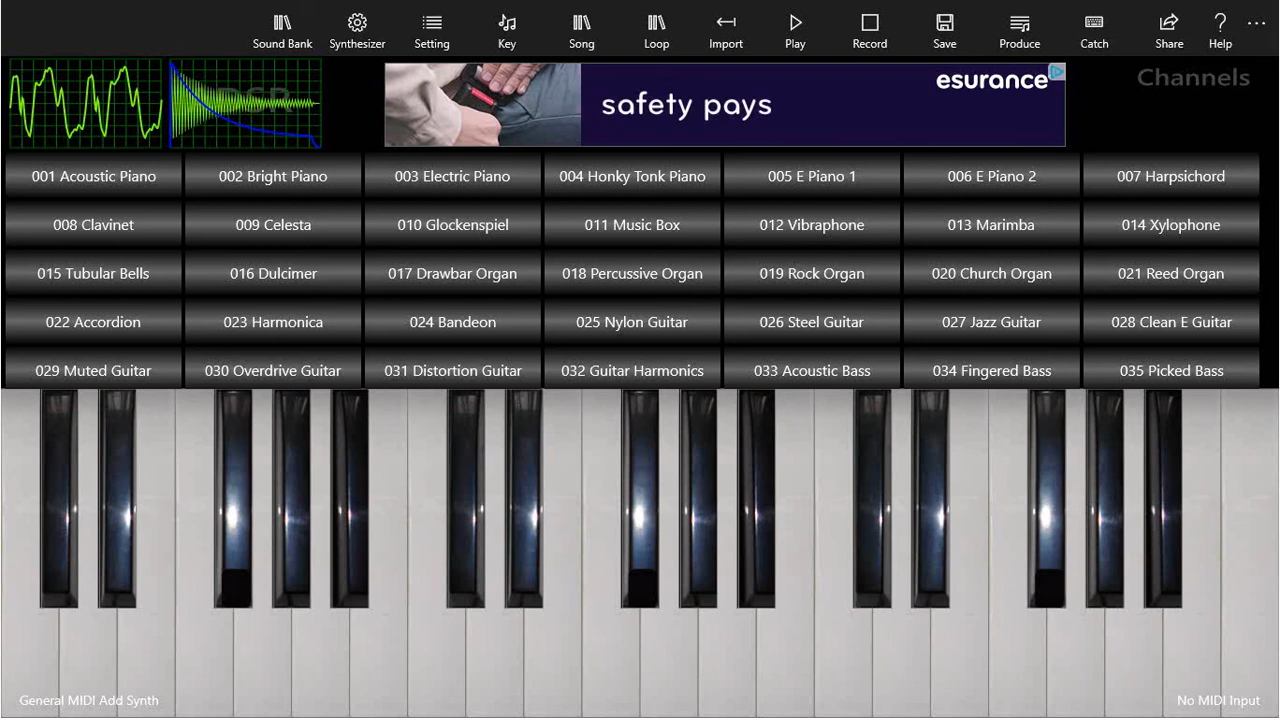 Sound Bank
Synthesizer
Setting
Key
Song
Loop
Import
Play
Record
Save
Produce
Catch
Share
Help
DSR
safety pays
esurance
Channels
001 Acoustic Piano
002 Bright Piano
003 Electric Piano
004 Honky Tonk Piano
005 E Piano 1
006 E Piano 2
007 Harpsichord
008 Clavinet
009 Celesta
010 Glockenspiel
011 Music Box
012 Vibraphone
013 Marimba
014 Xylophone
015 Tubular Bells
016 Dulcimer
017 Drawbar Organ
018 Percussive Organ
019 Rock Organ
020 Church Organ
021 Reed Organ
022 Accordion
023 Harmonica
024 Bandeon
025 Nylon Guitar
026 Steel Guitar
027 Jazz Guitar
028 Clean E Guitar
029 Muted Guitar
030 Overdrive Guitar
031 Distortion Guitar
032 Guitar Harmonics
033 Acoustic Bass
034 Fingered Bass
035 Picked Bass
General MIDI Add Synth
No MIDI Input